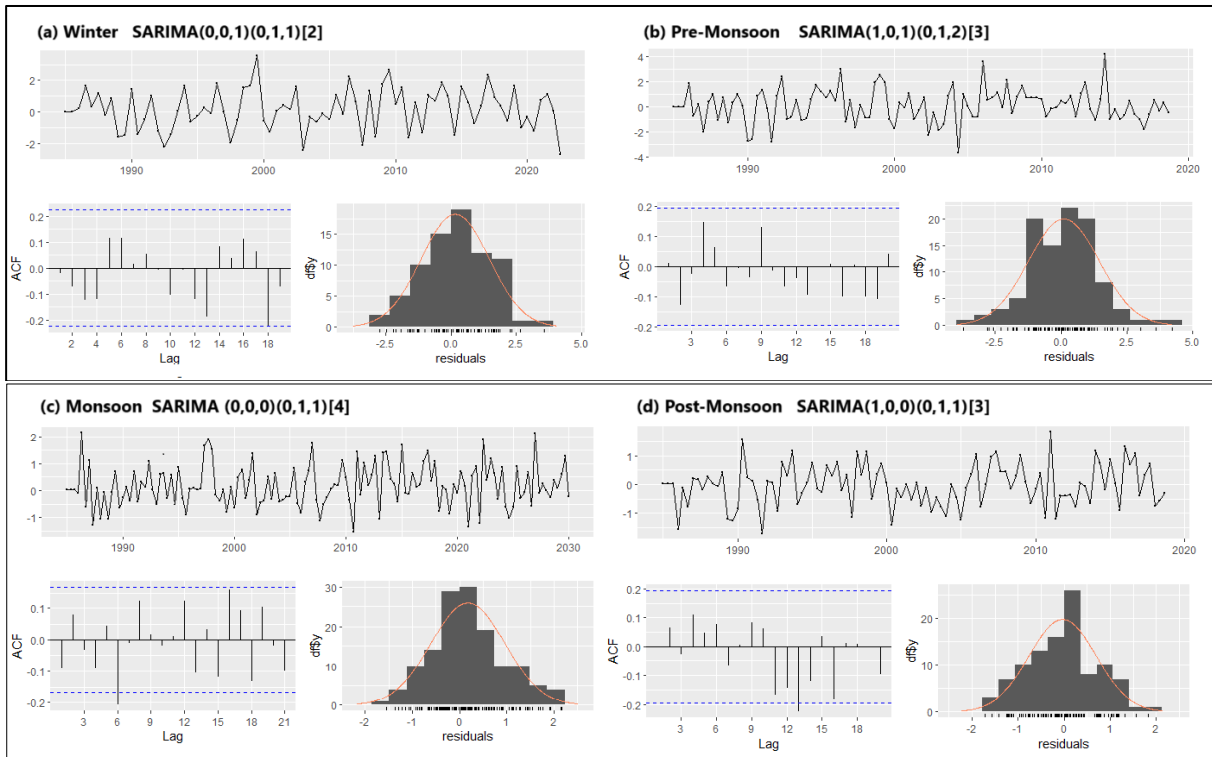 (a) Winter SARIMA(0,0,1)(0,1,1)[2]
2
0
-2
1990 2000 2010 2020
ACF
0.2
0.1
0.0
-0.1
-0.2
2 4 6 8 10 12 14 16 18
Lag
df$y
15
10
5
0
-2.5 0.0 2.5 5.0
residuals
(b) Pre-Monsoon SARIMA(1,0,1)(0,1,2)[3]
4
2
0
-2
-4
1990 2000 2010 2020
ACF
0.2
0.1
0.0
-0.1
-0.2
3 6 9 12 15 18
Lag
df$y
20
15
10
5
0
-2.5 0.0 2.5 5.0
residuals
(c) Monsoon SARIMA (0,0,0)(0,1,1)[4]
2
1
0
-1
1990 2000 2010 2020 2030
ACF
0.1
0.0
-0.1
-0.2
3 6 9 12 15 18 21
Lag
df$y
30
20
10
0
-2 -1 0 1 2
residuals
(d) Post-Monsoon SARIMA(1,0,0)(0,1,1)[3]
1
0
-1
1990 2000 2010 2020
ACF
0.2
0.1
0.0
-0.1
-0.2
3 6 9 12 15 18
Lag
df$y
20
10
0
-2 -1 0 1 2
residuals